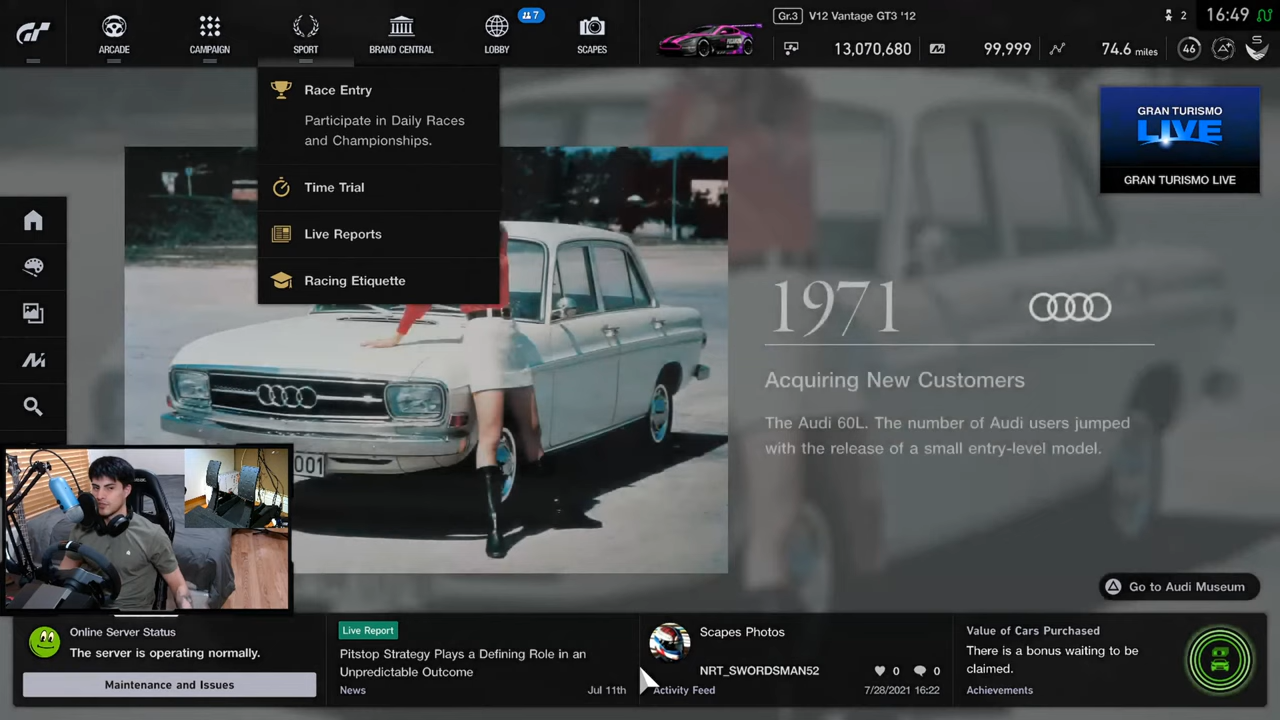 ARCADE
CAMPAIGN
SPORT
BRAND CENTRAL
LOBBY
7
SCAPES
Gr.3 V12 Vantage GT3 '12
2
16:49
13,070,680
99,999
74.6 miles
46
S
Race Entry
Participate in Daily Races
and Championships.
Time Trial
Live Reports
Racing Etiquette
GRAN TURISMO
LIVE
GRAN TURISMO LIVE
1971
Acquiring New Customers
The Audi 60L. The number of Audi users jumped
with the release of a small entry-level model.
001
Go to Audi Museum
Online Server Status
The server is operating normally.
Maintenance and Issues
Live Report
Pitstop Strategy Plays a Defining Role in an
Unpredictable Outcome
News
Jul 11th
Scapes Photos
NRT_SWORDSMAN52
0 0
Activity Feed
7/28/2021 16:22
Value of Cars Purchased
There is a bonus waiting to be
claimed.
Achievements